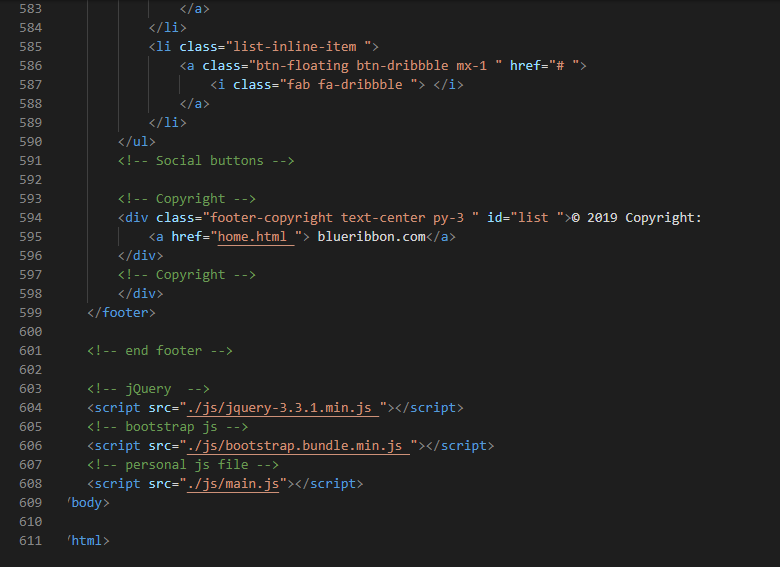 583 </a>
584 </li>
585 <li class="list-inline-item ">
586 <a class="btn-floating btn-dribbble mx-1 " href="# ">
587 <i class="fab fa-dribbble "> </i>
588 </a>
589 </li>
590 </ul>
591 <!-- Social buttons -->
592
593 <!-- Copyright -->
594 <div class="footer-copyright text-center py-3 " id="list ">© 2019 Copyright:
595 <a href="home.html "> blueribbon.com</a>
596 </div>
597 <!-- Copyright -->
598 </div>
599 </footer>
600
601 <!-- end footer -->
602
603 <!-- jQuery  -->
604 <script src="./js/jquery-3.3.1.min.js "></script>
605 <!-- bootstrap js -->
606 <script src="./js/bootstrap.bundle.min.js "></script>
607 <!-- personal js file -->
608 <script src="./js/main.js"></script>
609 /body>
610
611 /html>